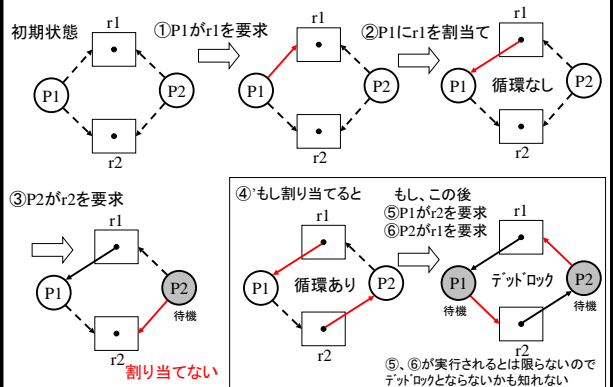 初期状態
r1
P1
P2
r2
①P1がr1を要求
r1
P1
P2
r2
②P1にr1を割当て
r1
P1
循環なし
P2
r2
③P2がr2を要求
r1
P1
P2
待機
r2
割り当てない
④’もし割り当てると
r1
P1
循環あり
P2
r2
もし、この後
⑤P1がr2を要求
⑥P2がr1を要求
r1
P1
待機
ﾃﾞｯﾄﾞﾛｯｸ
P2
待機
r2
⑤、⑥が実行されるとは限らないので
ﾃﾞｯﾄﾞﾛｯｸとならないかも知れない